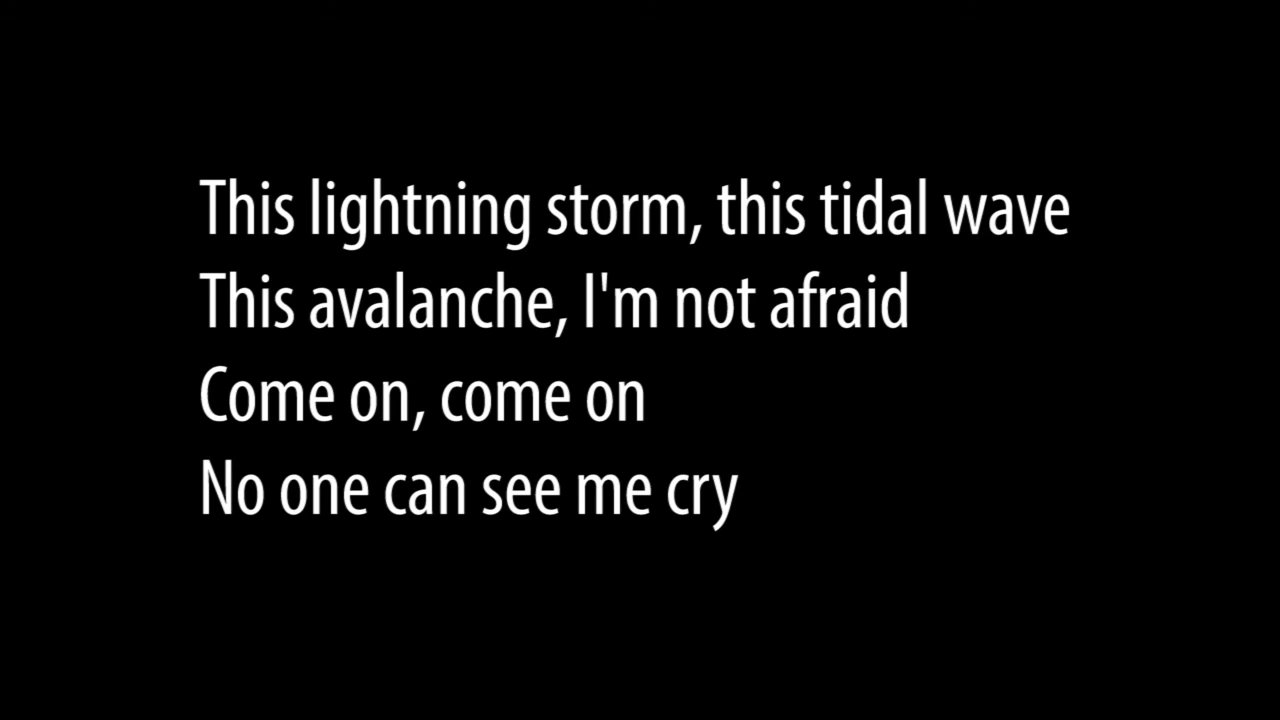 This lightning storm, this tidal wave
This avalanche, I'm not afraid
Come on, come on
No one can see me cry